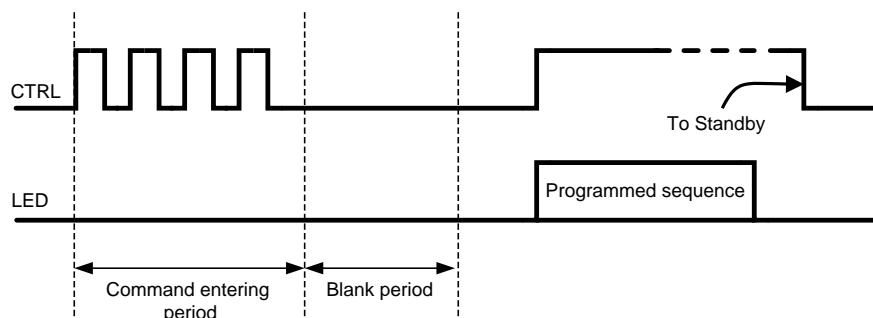 CTRL
To Standby
LED
Programmed sequence
Command entering
period
Blank period